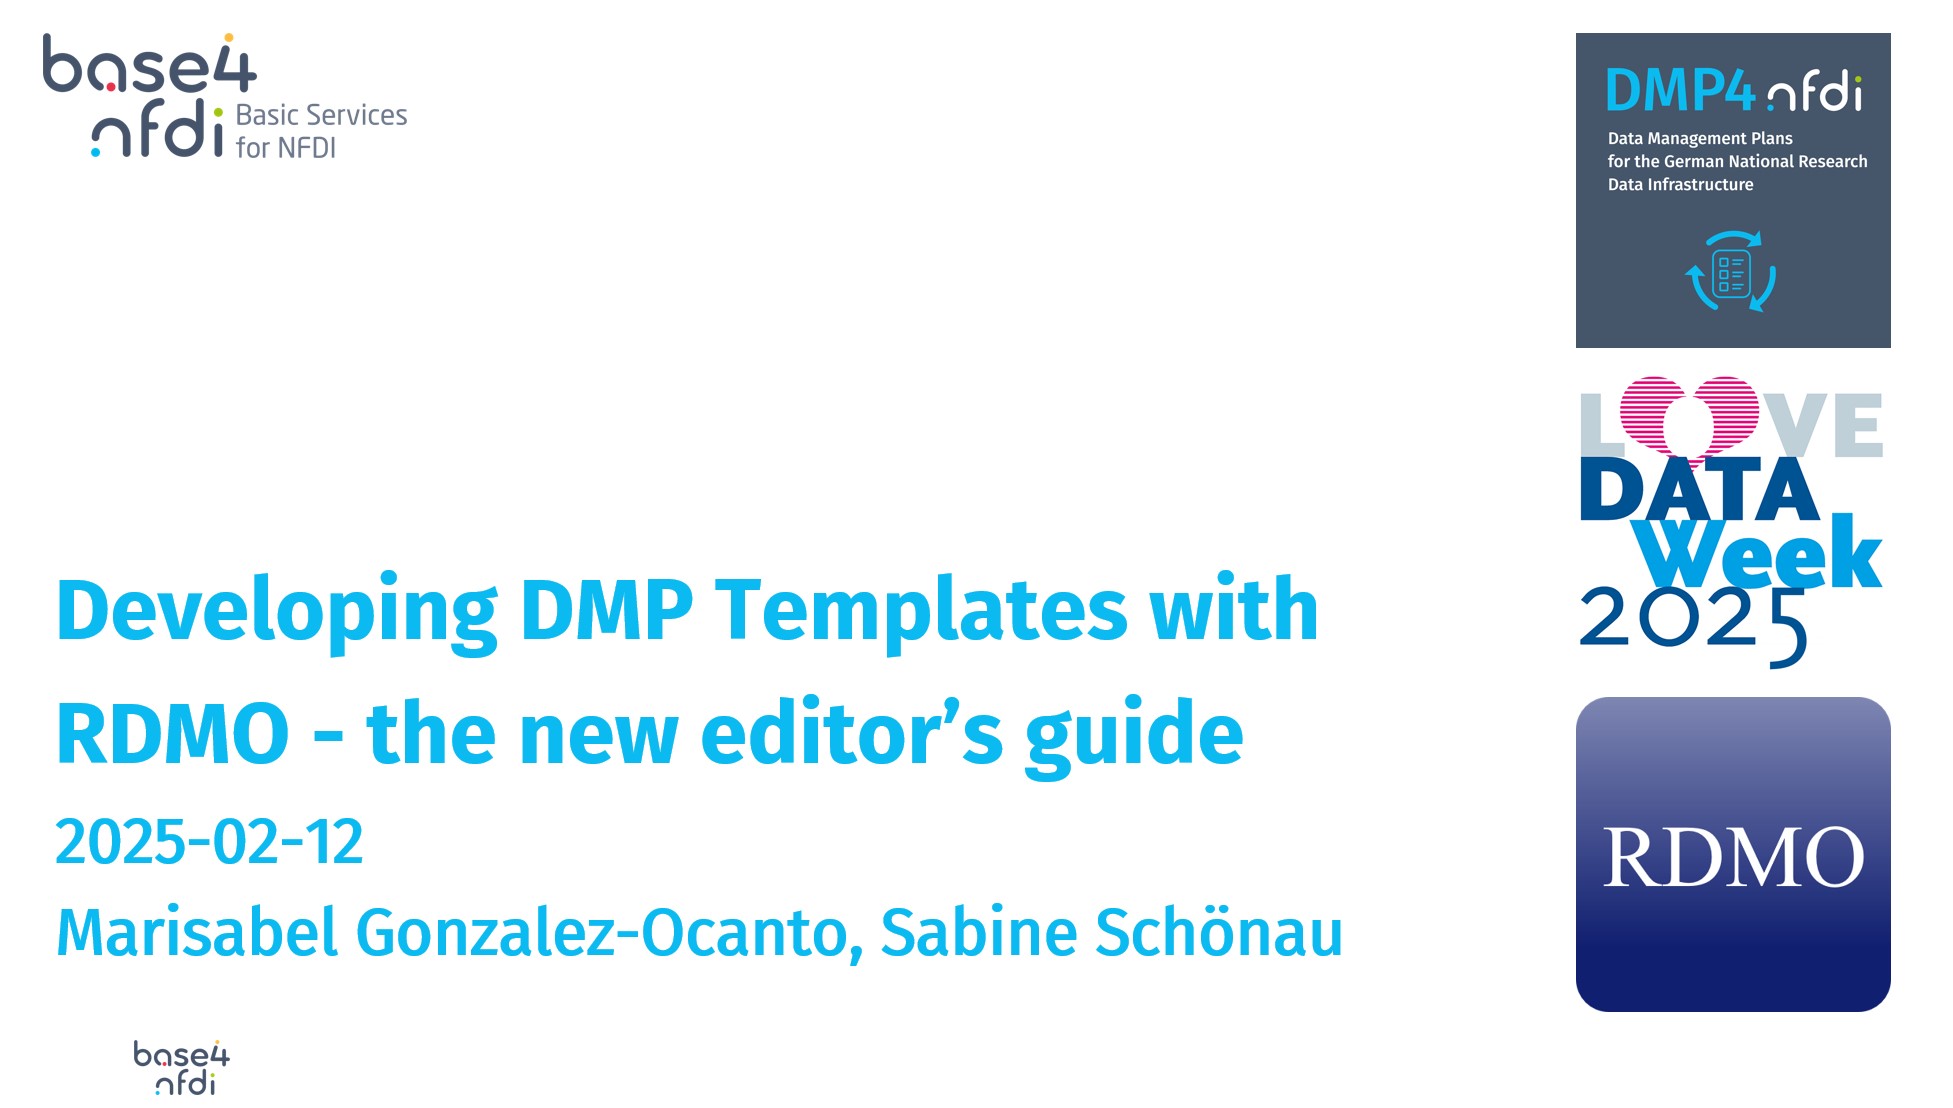 base4
nfdi Basic Services
for NFDI
DMP4 nfdi
Data Management Plans
for the German National Research
Data Infrastructure
LOVE
DATA
Week
2025
Developing DMP Templates with
RDMO - the new editor’s guide
2025-02-12
Marisabel Gonzalez-Ocanto, Sabine Schönau
RDMO
base4
nfdi